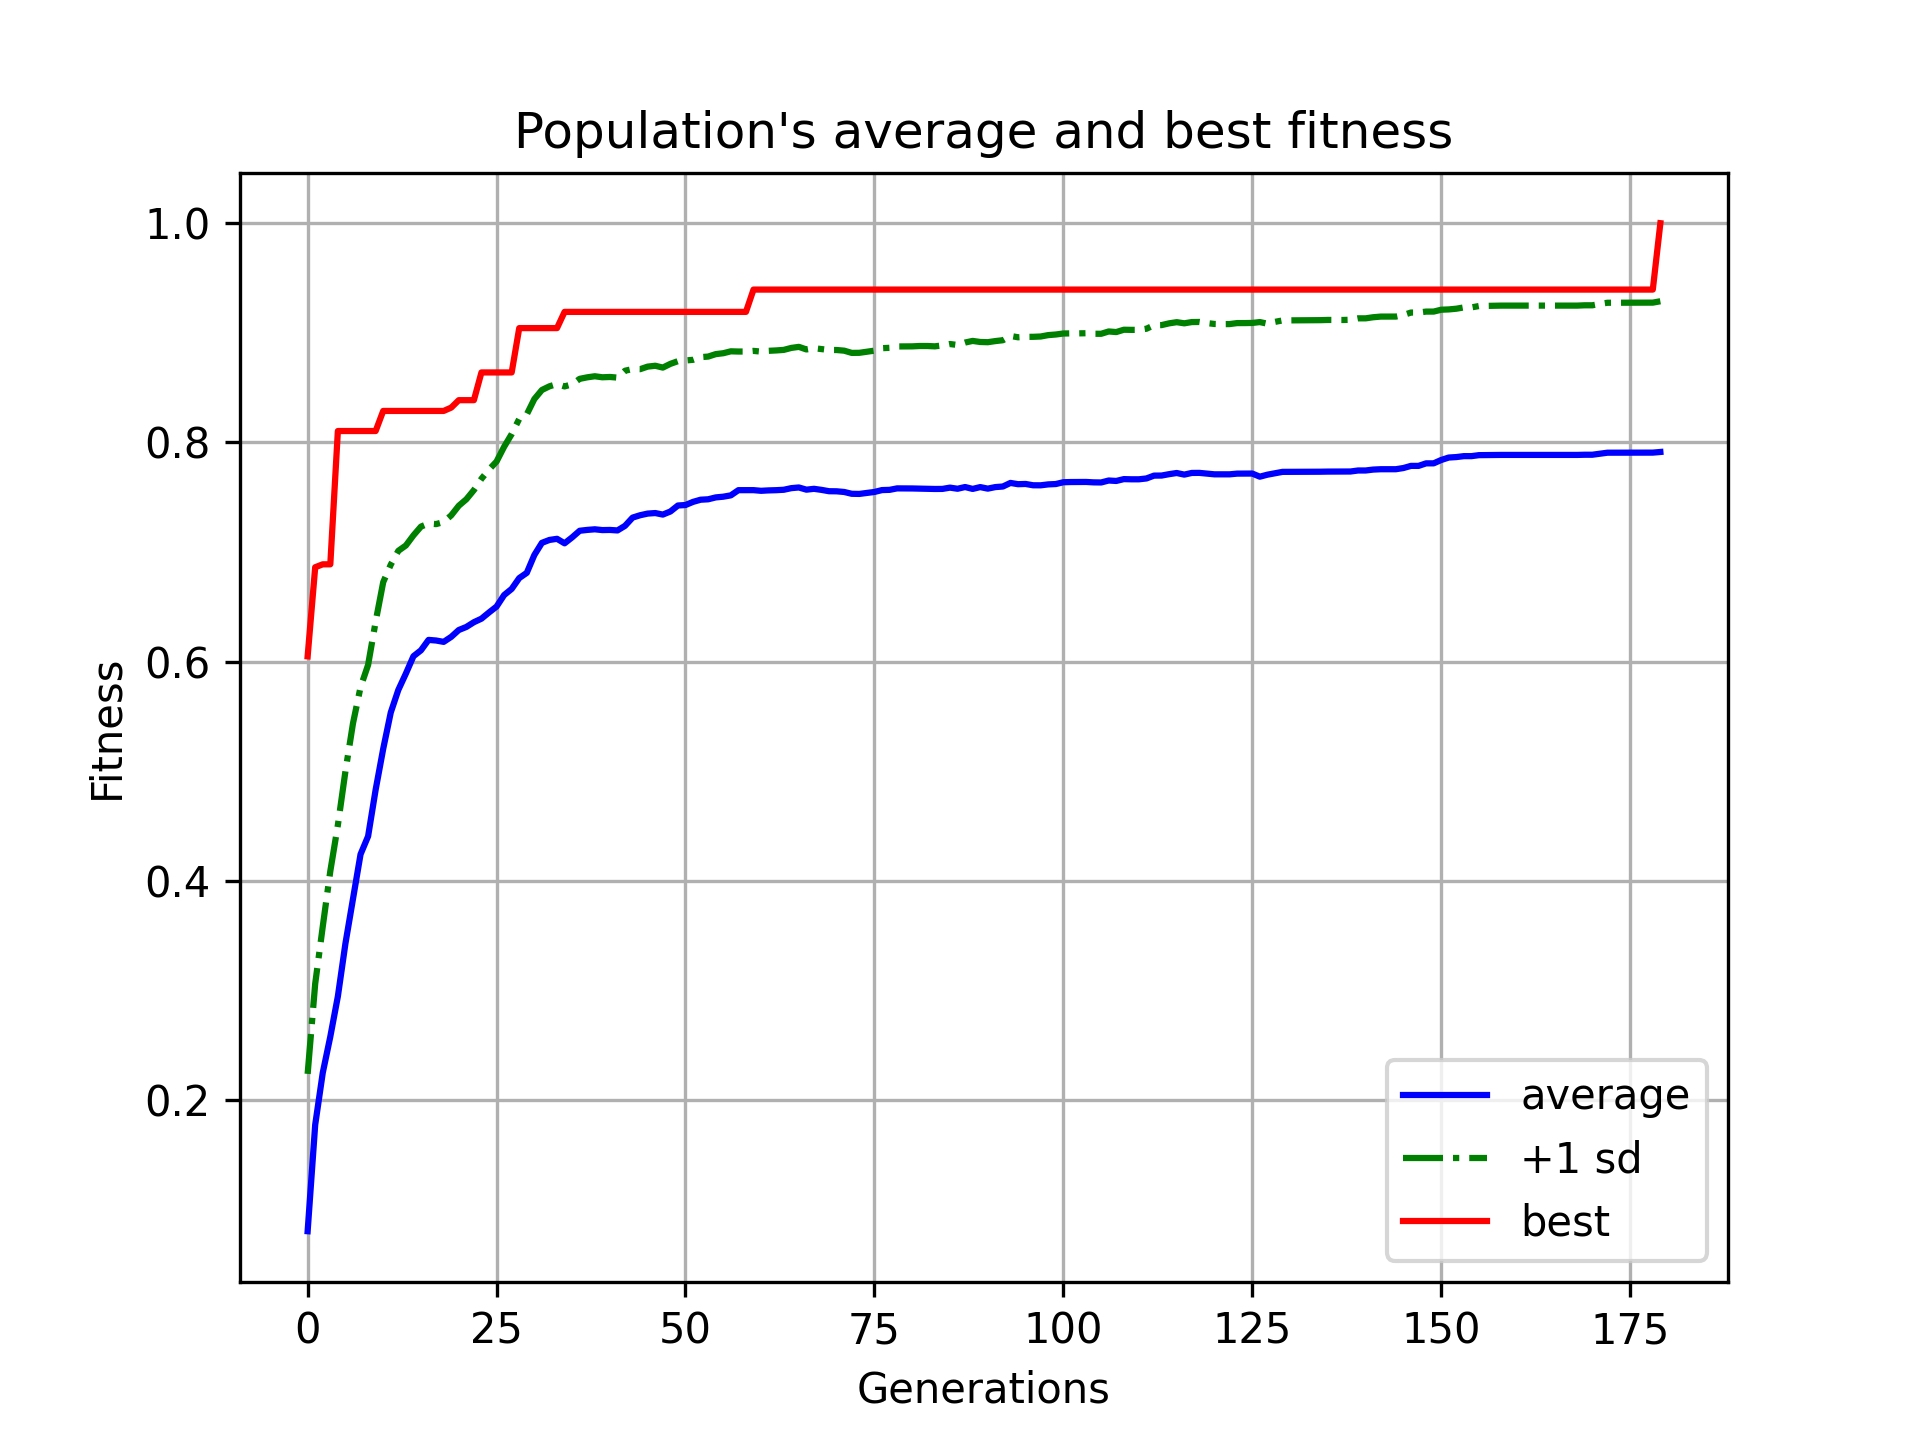 Population's average and best fitness
Fitness
1.0
0.8
0.6
0.4
0.2
average
+1 sd
best
0 25 50 75 100 125 150 175
Generations